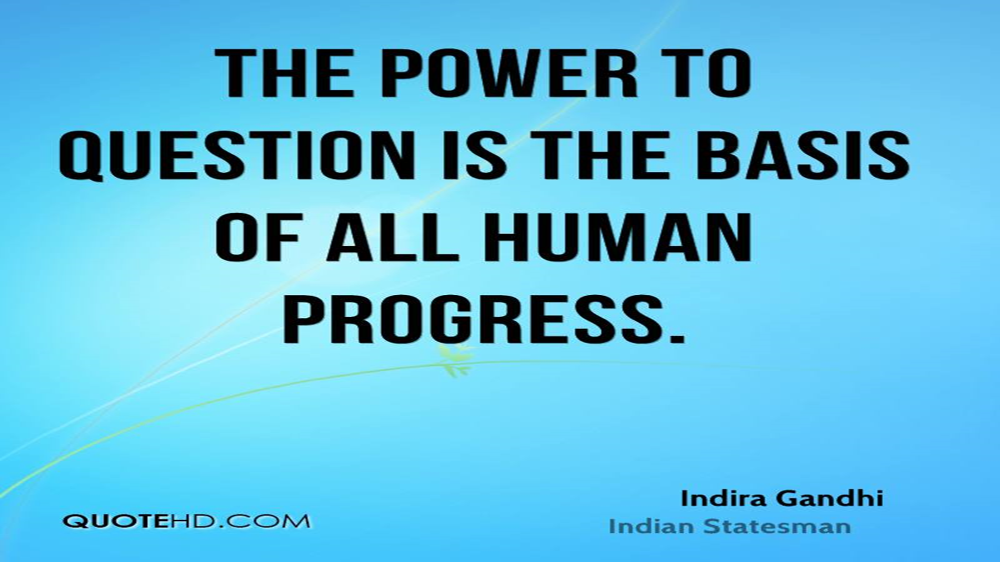 THE POWER TO
QUESTION IS THE BASIS
OF ALL HUMAN
PROGRESS.
Indira Gandhi
Indian Statesman
QUOTEHD.COM